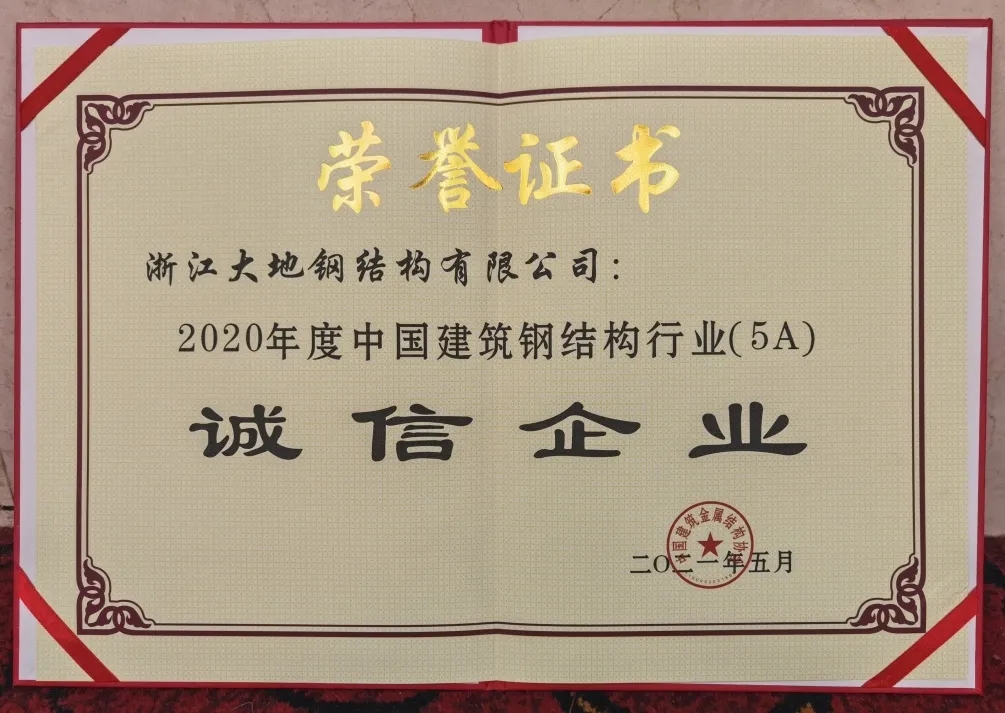 荣誉证书
浙江大地钢结构有限公司：
2020年度中国建筑钢结构行业(5A)
诚信企业
中国建筑金属结构协会
二〇二一年五月